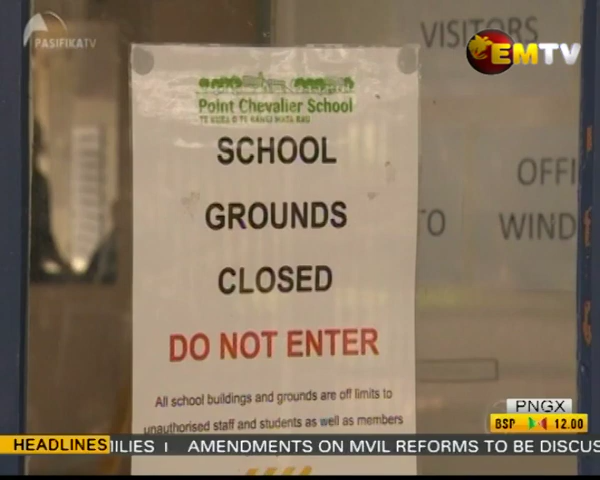 PASIFIKATV
VISITORS
EMTV
Point Chevalier School
SCHOOL
GROUNDS
CLOSED
DO NOT ENTER
All school buildings and grounds are off limits to
unauthorised staff and students as well as members
OFFI
TO WIND
PNGX
BSP 12.00
HEADLINES ILIES I AMENDMENTS ON MVIL REFORMS TO BE DISCUS